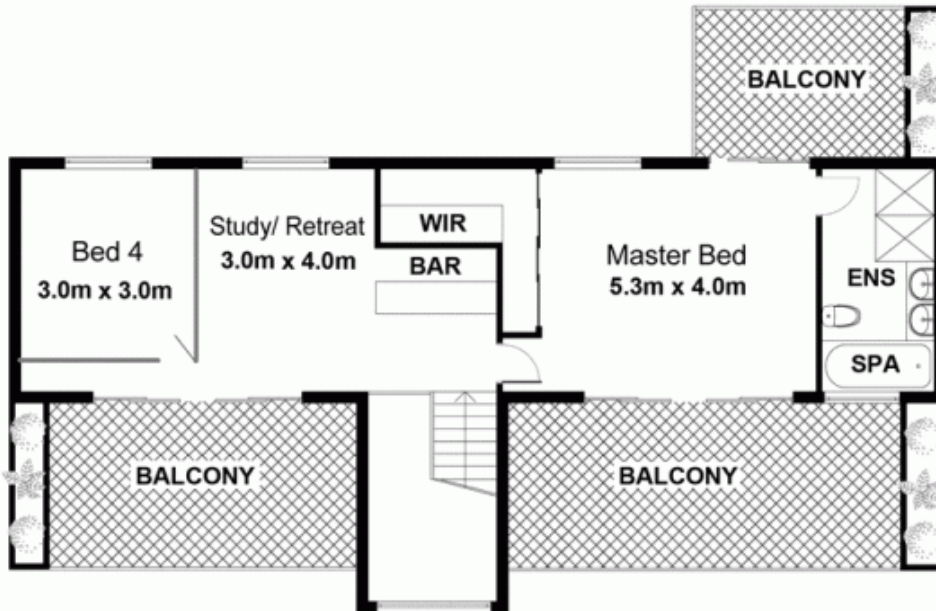 BALCONY
Bed 4
3.0m x 3.0m
Study/ Retreat
3.0m x 4.0m
WIR
BAR
Master Bed
5.3m x 4.0m
ENS
SPA
BALCONY
BALCONY